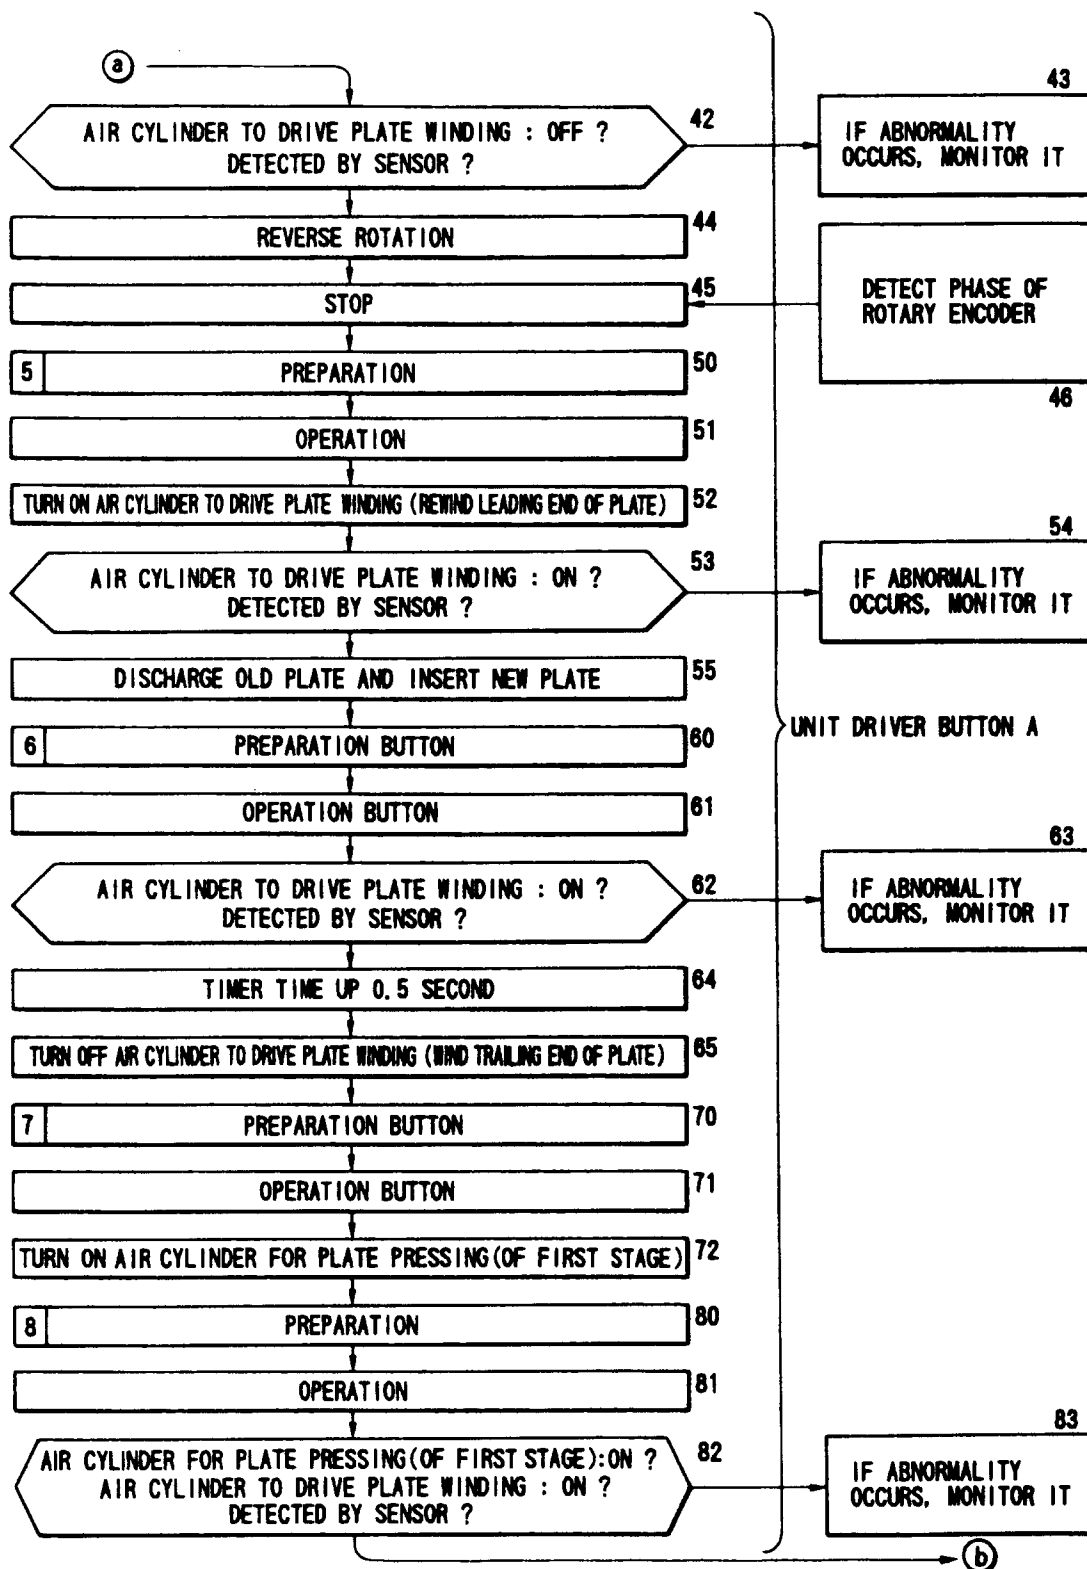 a
AIR CYLINDER TO DRIVE PLATE WINDING : OFF ?
DETECTED BY SENSOR ?
42
43
IF ABNORMALITY
OCCURS, MONITOR IT
REVERSE ROTATION
44
STOP
45
DETECT PHASE OF
ROTARY ENCODER
46
5
PREPARATION
50
OPERATION
51
TURN ON AIR CYLINDER TO DRIVE PLATE WINDING (REWIND LEADING END OF PLATE)
52
AIR CYLINDER TO DRIVE PLATE WINDING : ON ?
DETECTED BY SENSOR ?
53
54
IF ABNORMALITY
OCCURS, MONITOR IT
DISCHARGE OLD PLATE AND INSERT NEW PLATE
55
6
PREPARATION BUTTON
60
UNIT DRIVER BUTTON A
OPERATION BUTTON
61
AIR CYLINDER TO DRIVE PLATE WINDING : ON ?
DETECTED BY SENSOR ?
62
63
IF ABNORMALITY
OCCURS, MONITOR IT
TIMER TIME UP 0.5 SECOND
64
TURN OFF AIR CYLINDER TO DRIVE PLATE WINDING (WIND TRAILING END OF PLATE)
65
7
PREPARATION BUTTON
70
OPERATION BUTTON
71
TURN ON AIR CYLINDER FOR PLATE PRESSING(OF FIRST STAGE)
72
8
PREPARATION
80
OPERATION
81
AIR CYLINDER FOR PLATE PRESSING(OF FIRST STAGE):ON ?
AIR CYLINDER TO DRIVE PLATE WINDING : ON ?
DETECTED BY SENSOR ?
82
83
IF ABNORMALITY
OCCURS, MONITOR IT
b